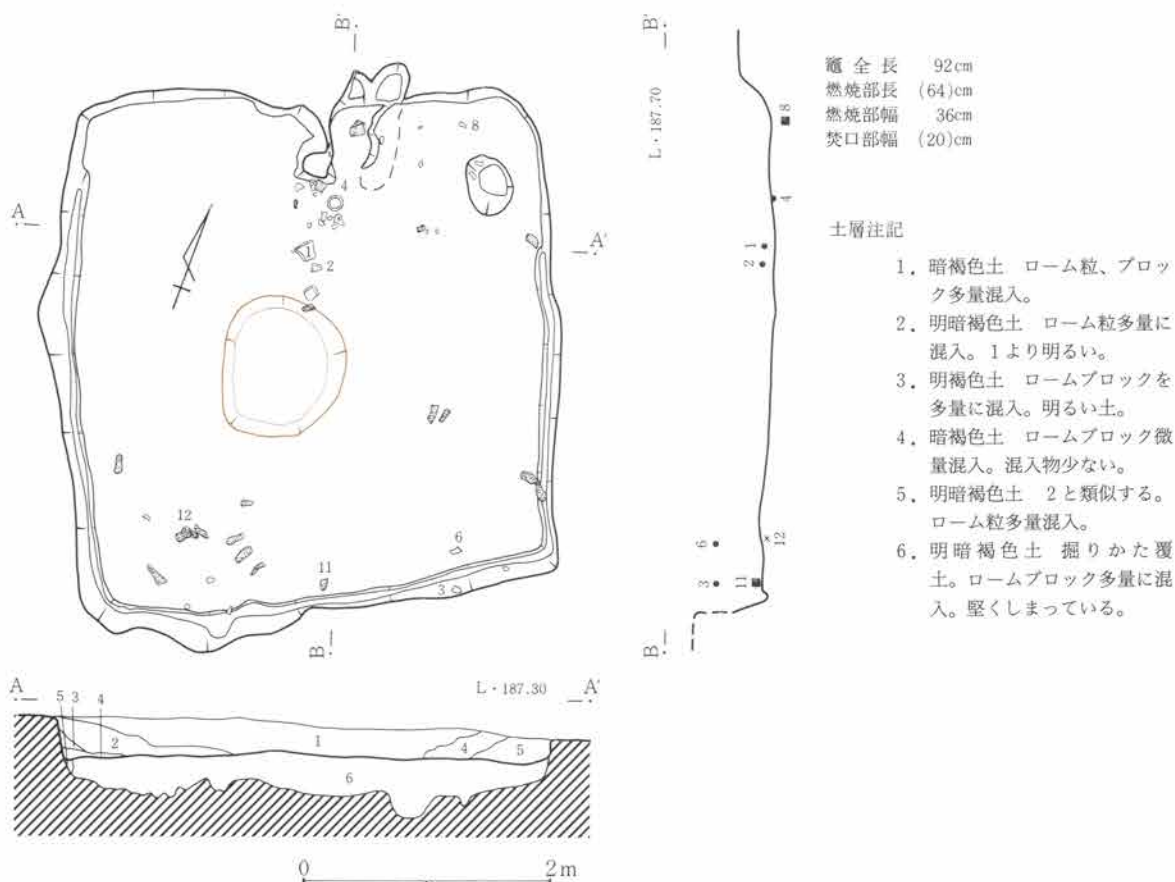 B'
A
A'
8
4
1
2
12
11
6
3
B
B'
L・187.70
8
4
1
2
6
12
3
11
B
竈全長 92cm
燃焼部長 (64)cm
燃焼部幅 36cm
焚口部幅 (20)cm
土層注記
1. 暗褐色土 ローム粒、ブロッ
ク多量混入。
2. 明暗褐色土 ローム粒多量に
混入。1より明るい。
3. 明褐色土 ロームブロックを
多量に混入。明るい土。
4. 暗褐色土 ロームブロック微
量混入。混入物少ない。
5. 明暗褐色土 2と類似する。
ローム粒多量混入。
6. 明暗褐色土 掘りかた覆
土。ロームブロック多量に混
入。堅くしまっている。
A
L・187.30
A'
5 3 4
2
1
4
5
6
0 2m